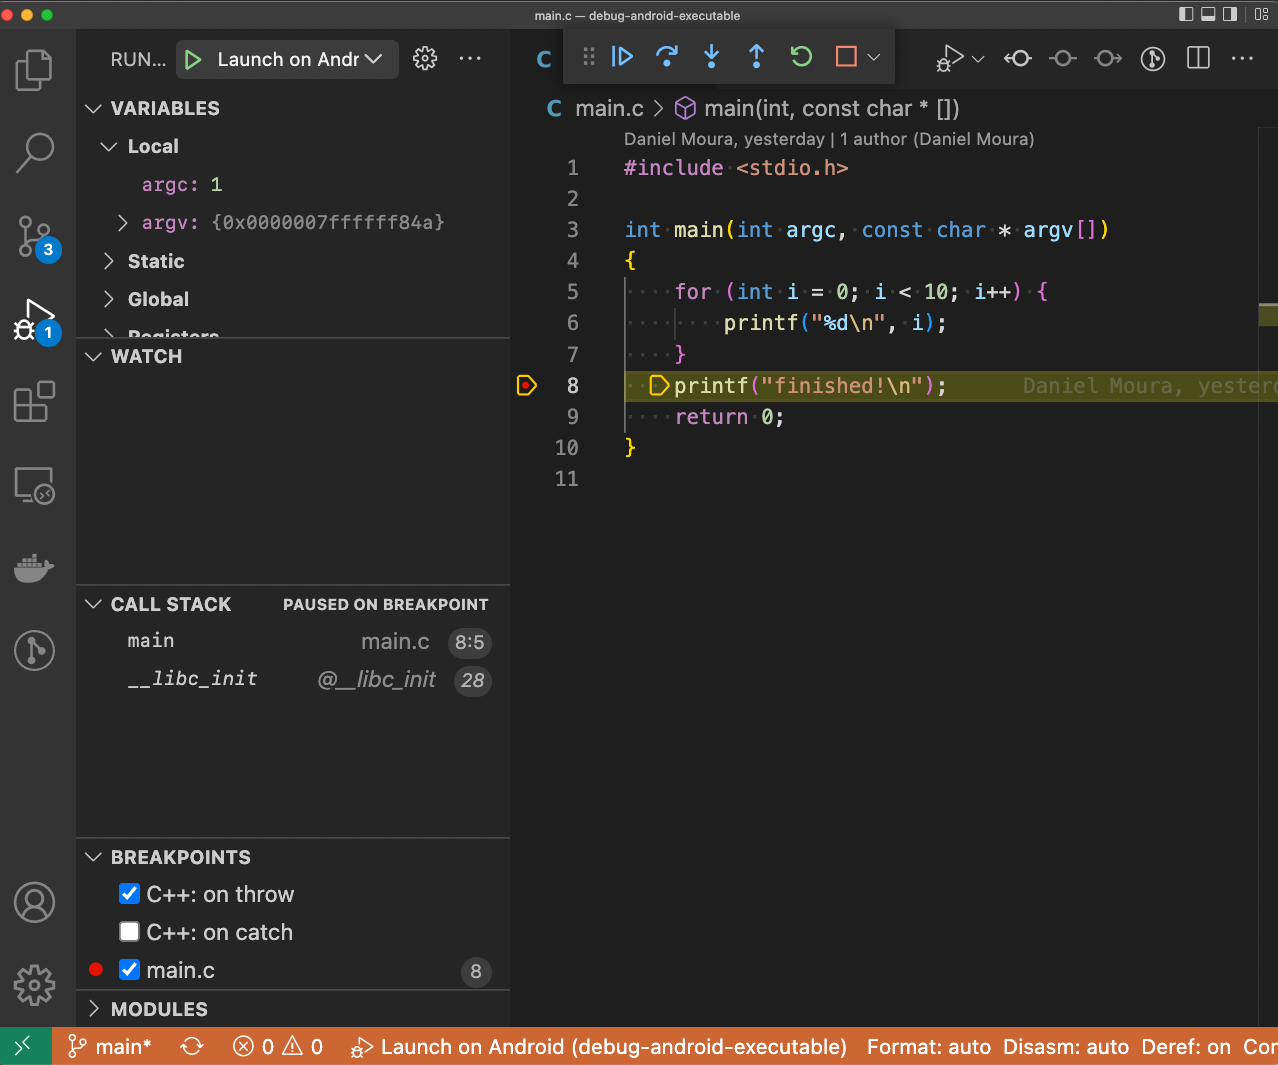 main.c — debug-android-executable
RUN... Launch on Andr
VARIABLES
Local
argc: 1
argv: {0x0000007ffffff84a}
Static
Global
Registers
WATCH
CALL STACK PAUSED ON BREAKPOINT
main main.c 8:5
__libc_init @__libc_init 28
BREAKPOINTS
C++: on throw
C++: on catch
main.c 8
MODULES
3
1
C
C main.c > main(int, const char * [])
Daniel Moura, yesterday | 1 author (Daniel Moura)
1 #include <stdio.h>
2
3 int main(int argc, const char * argv[])
4 {
5 for (int i = 0; i < 10; i++) {
6 printf("%d\n", i);
7 }
8 printf("finished!\n"); Daniel Moura, yester
9 return 0;
10 }
11
main* 0 0 Launch on Android (debug-android-executable) Format: auto Disasm: auto Deref: on Cor